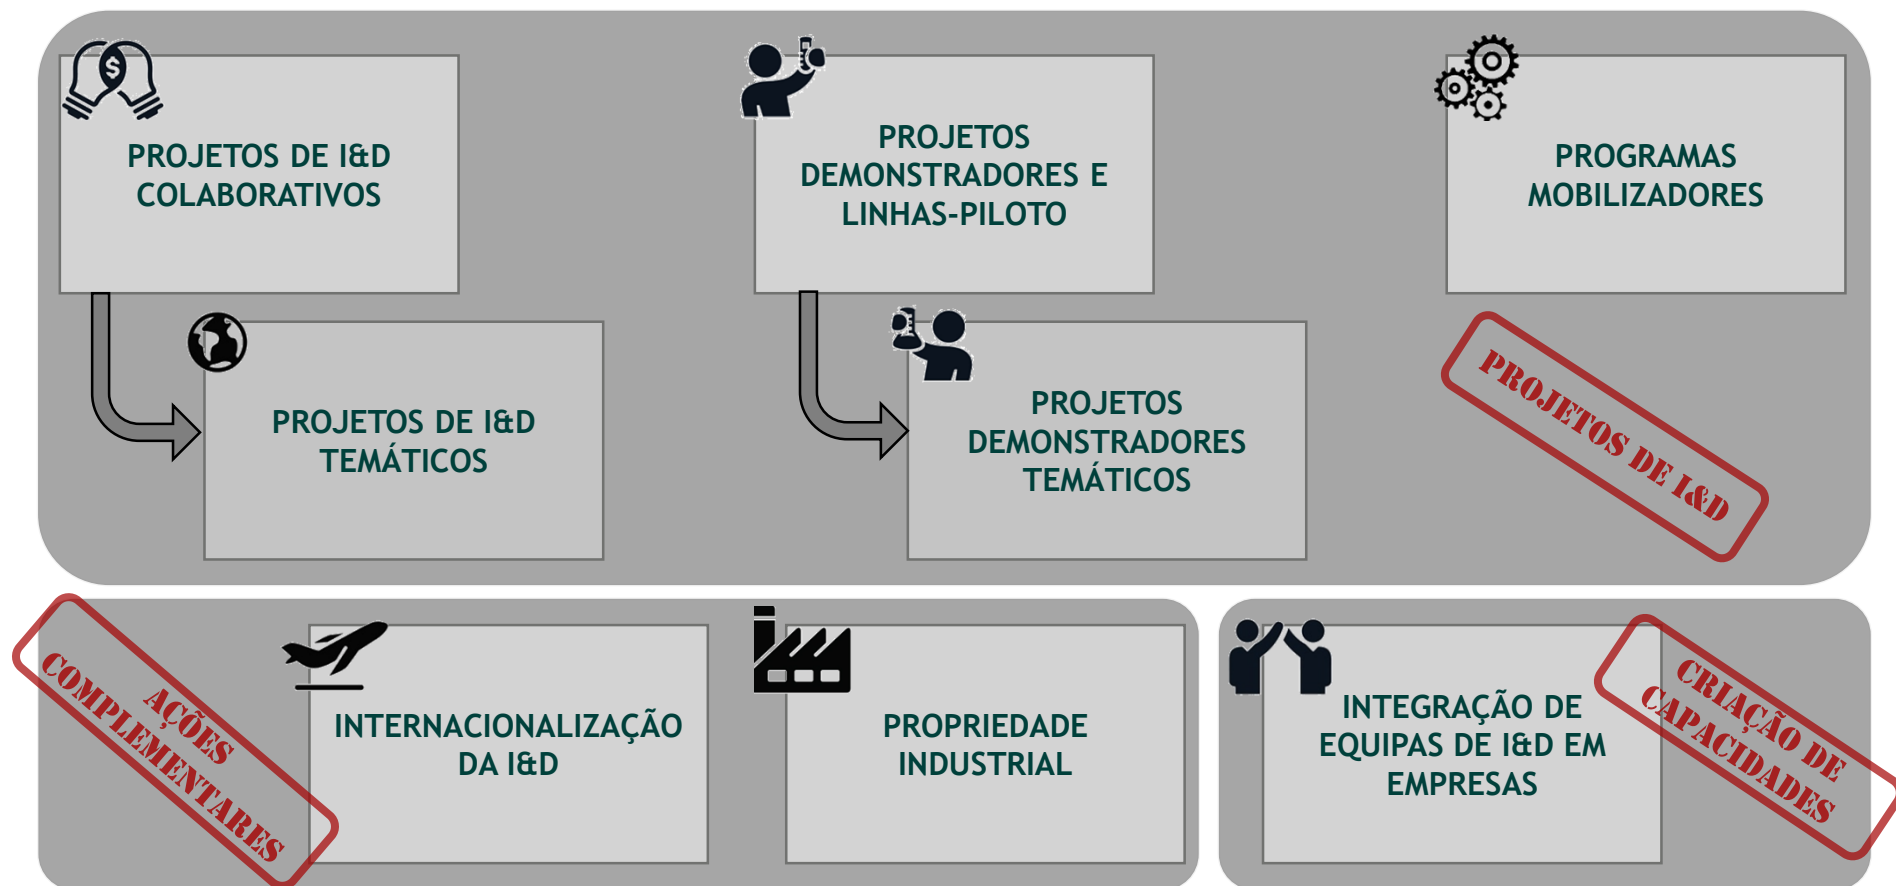 $
PROJETOS DE I&D
COLABORATIVOS
PROJETOS
DEMONSTRADORES E
LINHAS-PILOTO
PROGRAMAS
MOBILIZADORES
PROJETOS DE I&D
TEMÁTICOS
PROJETOS
DEMONSTRADORES
TEMÁTICOS
PROJETOS DE I&D
AÇÕES
COMPLEMENTARES
INTERNACIONALIZAÇÃO
DA I&D
PROPRIEDADE
INDUSTRIAL
INTEGRAÇÃO DE
EQUIPAS DE I&D EM
EMPRESAS
CRIAÇÃO DE
CAPACIDADES